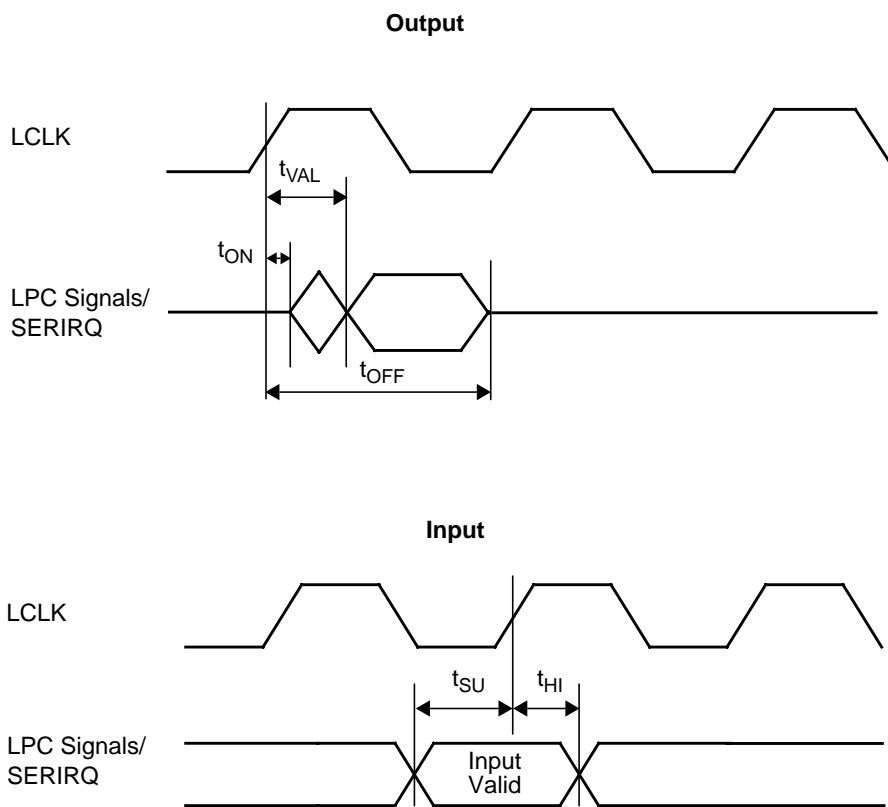 Output
LCLK
tVAL
tON
LPC Signals/
SERIRQ
tOFF
Input
LCLK
tSU
tHI
LPC Signals/
SERIRQ
Input
Valid